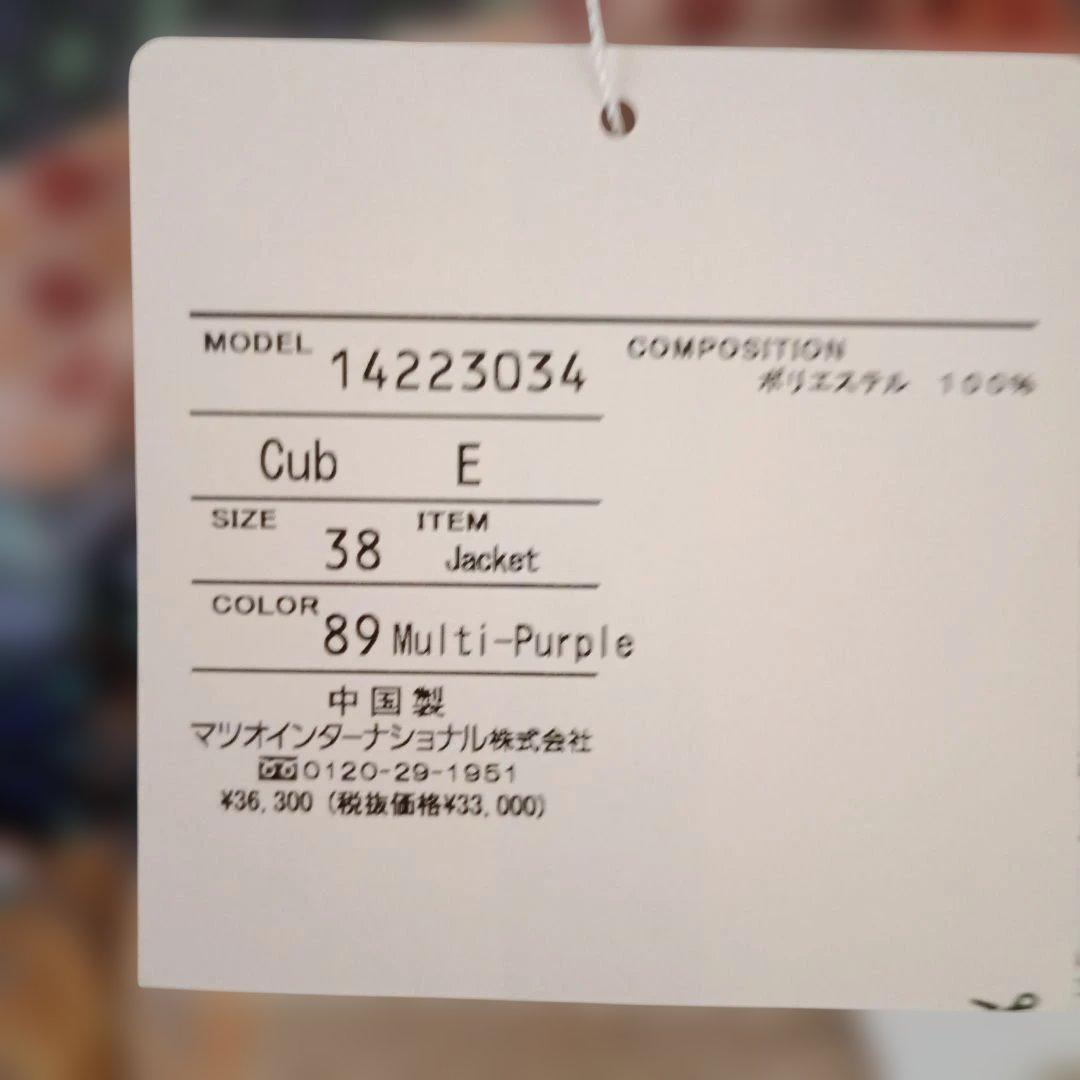 MODEL 14223034
COMPOSITION
ポリエステル 100%
Cub E
SIZE 38 ITEM Jacket
COLOR 89 Multi-Purple
中国製
マツオインターナショナル株式会社
0120-29-1951
¥36,300 (税抜価格¥33,000)